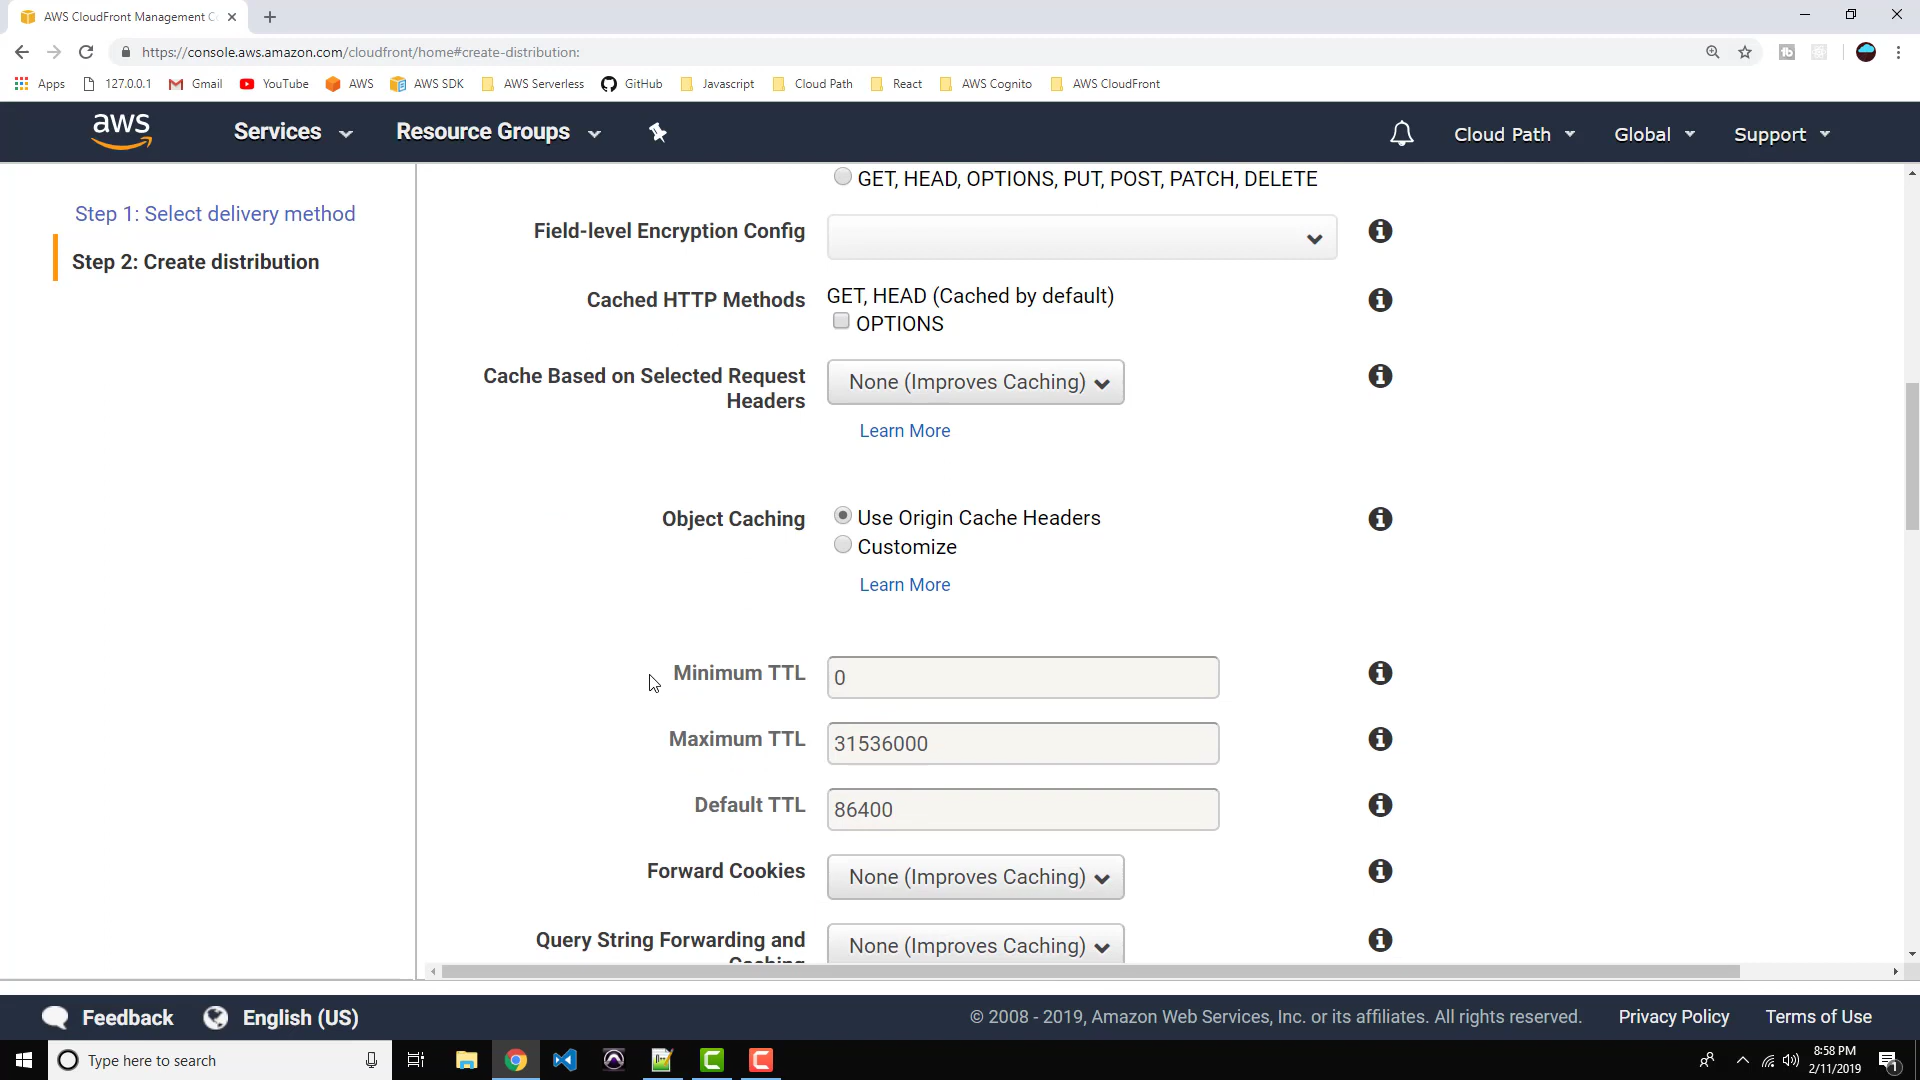 AWS CloudFront Management C
https://console.aws.amazon.com/cloudfront/home#create-distribution:
Apps 127.0.0.1 Gmail YouTube AWS AWS SDK AWS Serverless GitHub Javascript Cloud Path React AWS Cognito AWS CloudFront
aws Services Resource Groups Cloud Path Global Support
Step 1: Select delivery method
Step 2: Create distribution
GET, HEAD, OPTIONS, PUT, POST, PATCH, DELETE
Field-level Encryption Config
Cached HTTP Methods GET, HEAD (Cached by default)
OPTIONS
Cache Based on Selected Request None (Improves Caching)
Headers
Learn More
Object Caching Use Origin Cache Headers
Customize
Learn More
Minimum TTL 0
Maximum TTL 31536000
Default TTL 86400
Forward Cookies None (Improves Caching)
Query String Forwarding and None (Improves Caching)
Caching
Feedback English (US) © 2008 - 2019, Amazon Web Services, Inc. or its affiliates. All rights reserved. Privacy Policy Terms of Use
Type here to search
8:58 PM
2/11/2019
1